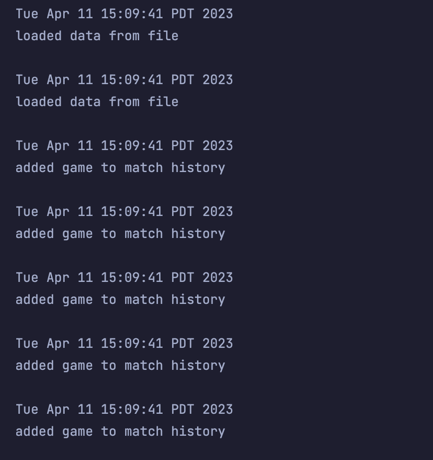 Tue Apr 11 15:09:41 PDT 2023
loaded data from file
Tue Apr 11 15:09:41 PDT 2023
loaded data from file
Tue Apr 11 15:09:41 PDT 2023
added game to match history
Tue Apr 11 15:09:41 PDT 2023
added game to match history
Tue Apr 11 15:09:41 PDT 2023
added game to match history
Tue Apr 11 15:09:41 PDT 2023
added game to match history
Tue Apr 11 15:09:41 PDT 2023
added game to match history